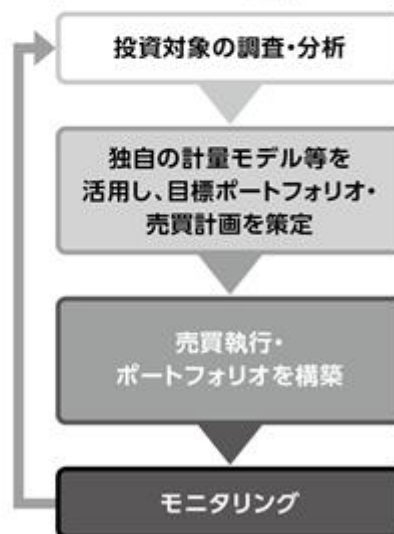 投資対象の調査・分析
独自の計量モデル等を
活用し、目標ポートフォリオ・
売買計画を策定
売買執行・
ポートフォリオを構築
モニタリング